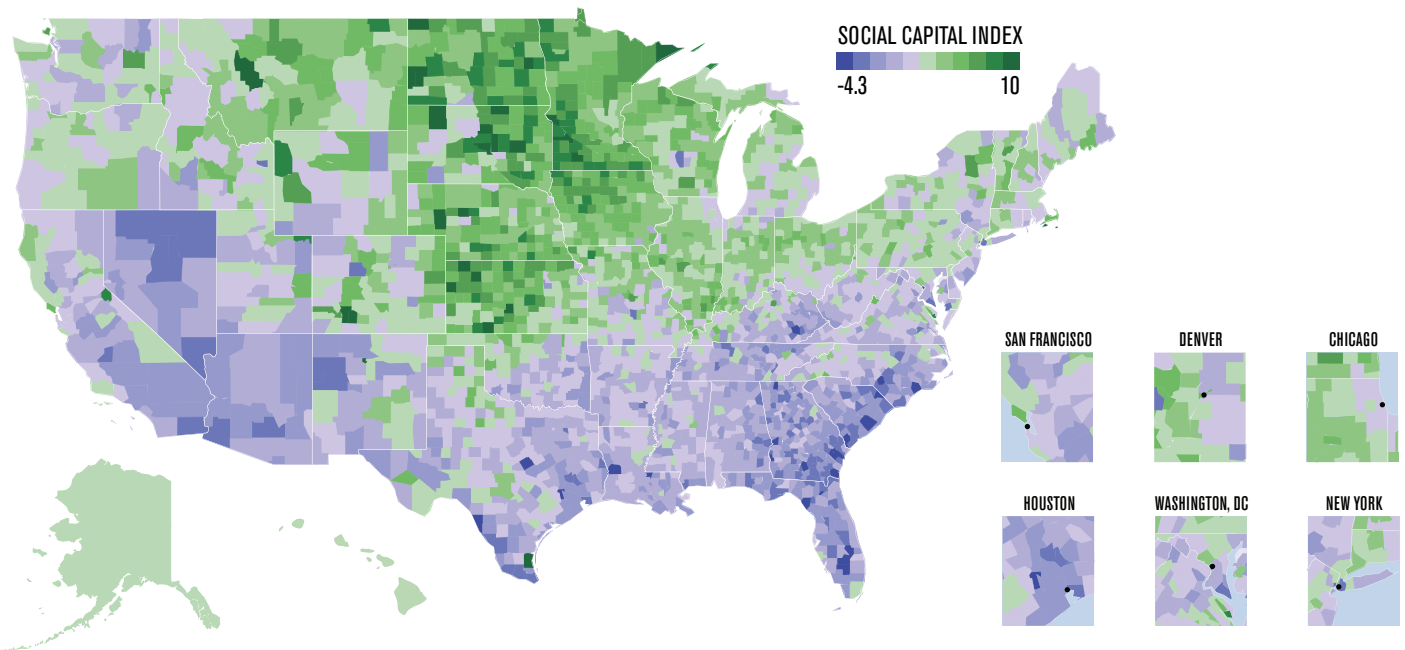 SOCIAL CAPITAL INDEX
-4.3 10
SAN FRANCISCO DENVER CHICAGO
HOUSTON WASHINGTON, DC NEW YORK